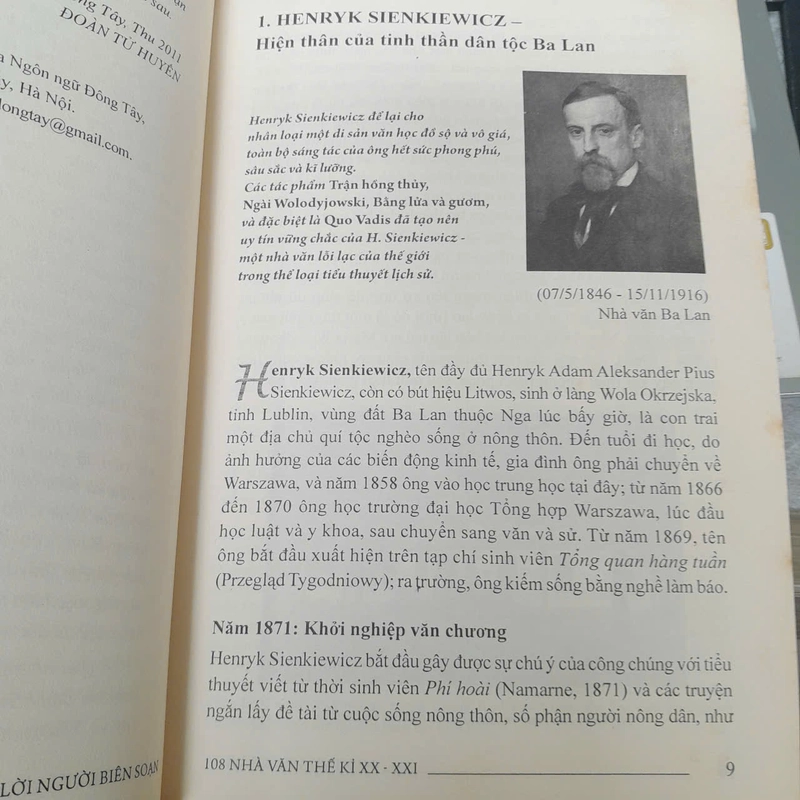 sau.
Tây, Thu 2011
ĐOÀN TỬ HUYẾN
Ngôn ngữ Đông Tây,
Hà Nội.
longtay@gmail.com.
LỜI NGƯỜI BIÊN SOẠN
1. HENRYK SIENKIEWICZ –
Hiện thân của tinh thần dân tộc Ba Lan
Henryk Sienkiewicz để lại cho
nhân loại một di sản văn học đồ sộ và vô giá,
toàn bộ sáng tác của ông hết sức phong phú,
sâu sắc và kĩ lưỡng.
Các tác phẩm Trận hồng thủy,
Ngài Wolodyjowski, Bằng lửa và gươm,
và đặc biệt là Quo Vadis đã tạo nên
uy tín vững chắc của H. Sienkiewicz -
một nhà văn lỗi lạc của thế giới
trong thể loại tiểu thuyết lịch sử.
(07/5/1846 - 15/11/1916)
Nhà văn Ba Lan
Henryk Sienkiewicz, tên đầy đủ Henryk Adam Aleksander Pius
Sienkiewicz, còn có bút hiệu Litwos, sinh ở làng Wola Okrzejska,
tỉnh Lublin, vùng đất Ba Lan thuộc Nga lúc bấy giờ, là con trai
một địa chủ quí tộc nghèo sống ở nông thôn. Đến tuổi đi học, do
ảnh hưởng của các biến động kinh tế, gia đình ông phải chuyển về
Warszawa, và năm 1858 ông vào học trung học tại đây; từ năm 1866
đến 1870 ông học trường đại học Tổng hợp Warszawa, lúc đầu
học luật và y khoa, sau chuyển sang văn và sử. Từ năm 1869, tên
ông bắt đầu xuất hiện trên tạp chí sinh viên Tổng quan hàng tuần
(Przegląd Tygodniowy); ra trường, ông kiếm sống bằng nghề làm báo.
Năm 1871: Khởi nghiệp văn chương
Henryk Sienkiewicz bắt đầu gây được sự chú ý của công chúng với tiểu
thuyết viết từ thời sinh viên Phí hoài (Namarne, 1871) và các truyện
ngắn lấy đề tài từ cuộc sống nông thôn, số phận người nông dân, như
108 NHÀ VĂN THẾ KỈ XX - XXI
9